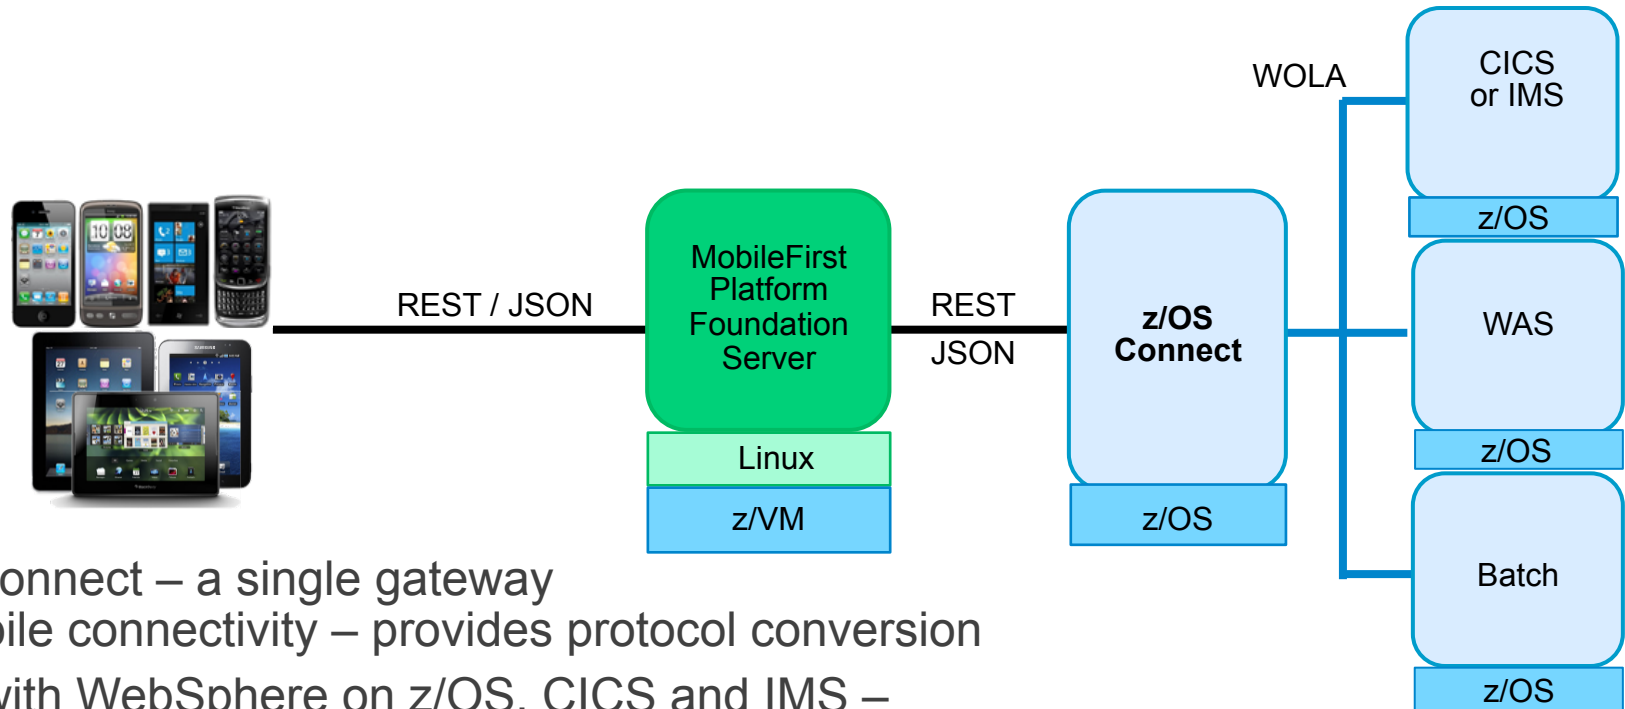 WOLA
CICS
or IMS
z/OS
REST / JSON
MobileFirst
Platform
Foundation
Server
REST
JSON
z/OS
Connect
WAS
z/OS
Linux
z/VM
z/OS
Batch
z/OS
onnect – a single gateway
bile connectivity – provides protocol conversion
with WebSphere on z/OS, CICS and IMS –